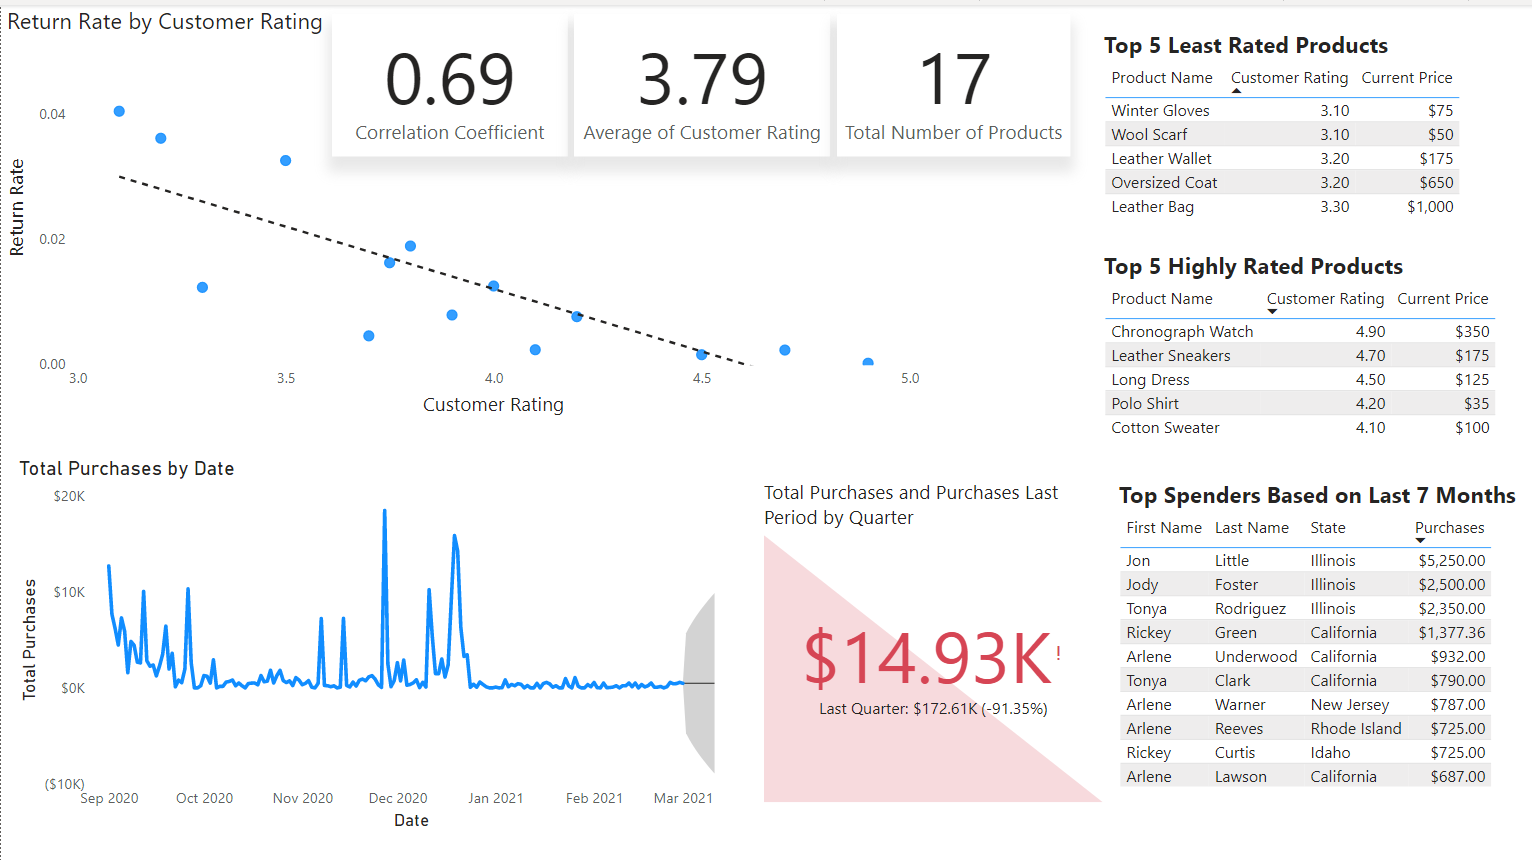 Return Rate by Customer Rating
0.69
Correlation Coefficient
3.79
Average of Customer Rating
17
Total Number of Products
Return Rate
0.04
0.02
0.00
3.0 3.5 4.0 4.5 5.0
Customer Rating
Top 5 Least Rated Products
Product Name Customer Rating Current Price
Winter Gloves 3.10 $75
Wool Scarf 3.10 $50
Leather Wallet 3.20 $175
Oversized Coat 3.20 $650
Leather Bag 3.30 $1,000
Top 5 Highly Rated Products
Product Name Customer Rating Current Price
Chronograph Watch 4.90 $350
Leather Sneakers 4.70 $175
Long Dress 4.50 $125
Polo Shirt 4.20 $35
Cotton Sweater 4.10 $100
Total Purchases by Date
Total Purchases
$20K
$10K
$0K
($10K)
Sep 2020 Oct 2020 Nov 2020 Dec 2020 Jan 2021 Feb 2021 Mar 2021
Date
Total Purchases and Purchases Last
Period by Quarter
$14.93K!
Last Quarter: $172.61K (-91.35%)
Top Spenders Based on Last 7 Months
First Name Last Name State Purchases
Jon Little Illinois $5,250.00
Jody Foster Illinois $2,500.00
Tonya Rodriguez Illinois $2,350.00
Rickey Green California $1,377.36
Arlene Underwood California $932.00
Tonya Clark California $790.00
Arlene Warner New Jersey $787.00
Arlene Reeves Rhode Island $725.00
Rickey Curtis Idaho $725.00
Arlene Lawson California $687.00